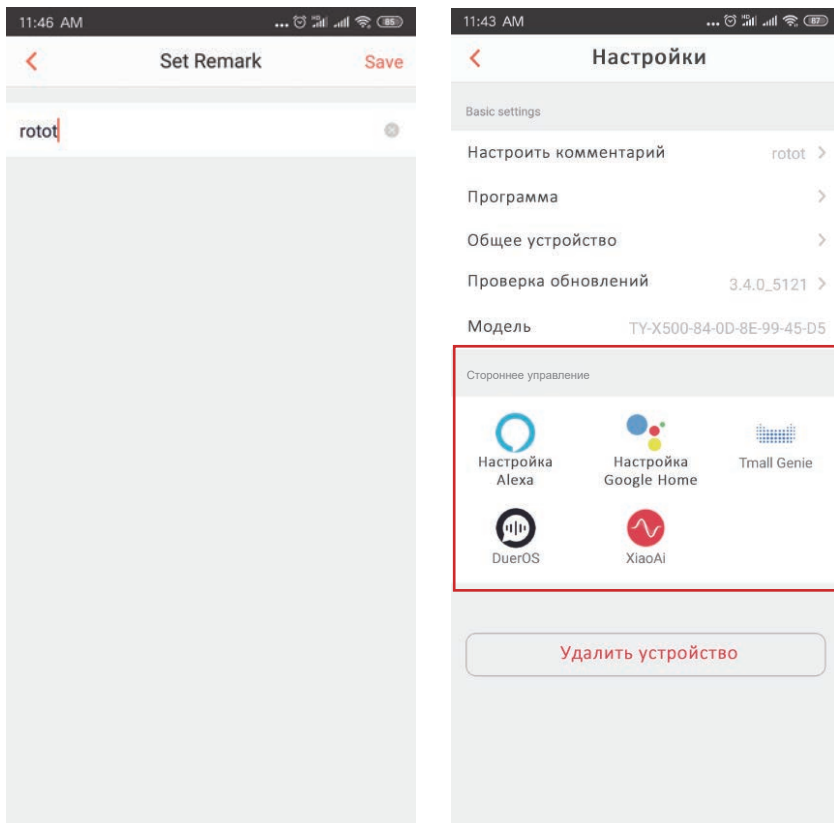 11:46 AM
85
Set Remark
Save
rotot
11:43 AM
87
Настройки
Basic settings
Настроить комментарий
rotot
Программа
Общее устройство
Проверка обновлений
3.4.0_5121
Модель
TY-X500-84-0D-8E-99-45-D5
Стороннее управление
Настройка
Alexa
Настройка
Google Home
Tmall Genie
DuerOS
XiaoAi
Удалить устройство